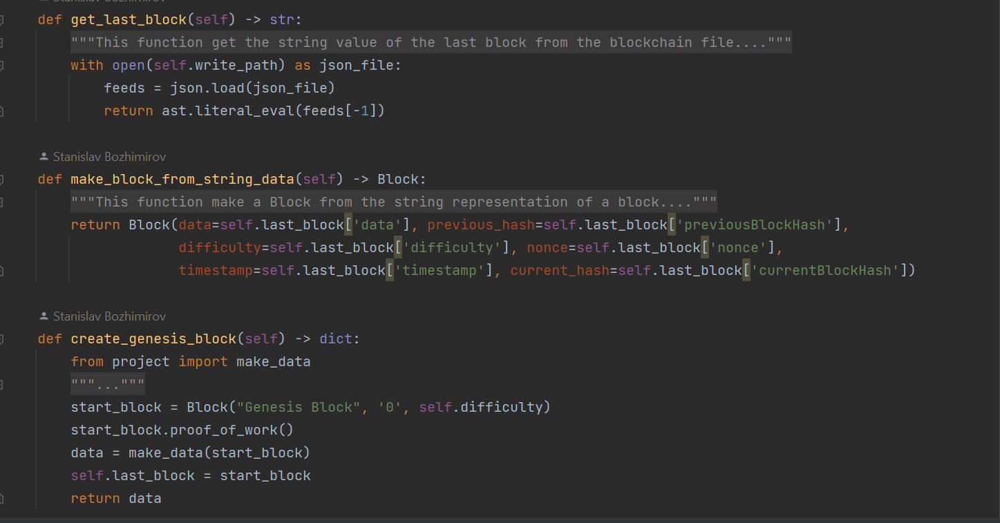 Stanislav Bozhimirov
def get_last_block(self) -> str:
    """This function get the string value of the last block from the blockchain file...."""
    with open(self.write_path) as json_file:
        feeds = json.load(json_file)
        return ast.literal_eval(feeds[-1])
Stanislav Bozhimirov
def make_block_from_string_data(self) -> Block:
    """This function make a Block from the string representation of a block...."""
    return Block(data=self.last_block['data'], previous_hash=self.last_block['previousBlockHash'],
                 difficulty=self.last_block['difficulty'], nonce=self.last_block['nonce'],
                 timestamp=self.last_block['timestamp'], current_hash=self.last_block['currentBlockHash'])
Stanislav Bozhimirov
def create_genesis_block(self) -> dict:
    from project import make_data
    """..."""
    start_block = Block("Genesis Block", '0', self.difficulty)
    start_block.proof_of_work()
    data = make_data(start_block)
    self.last_block = start_block
    return data